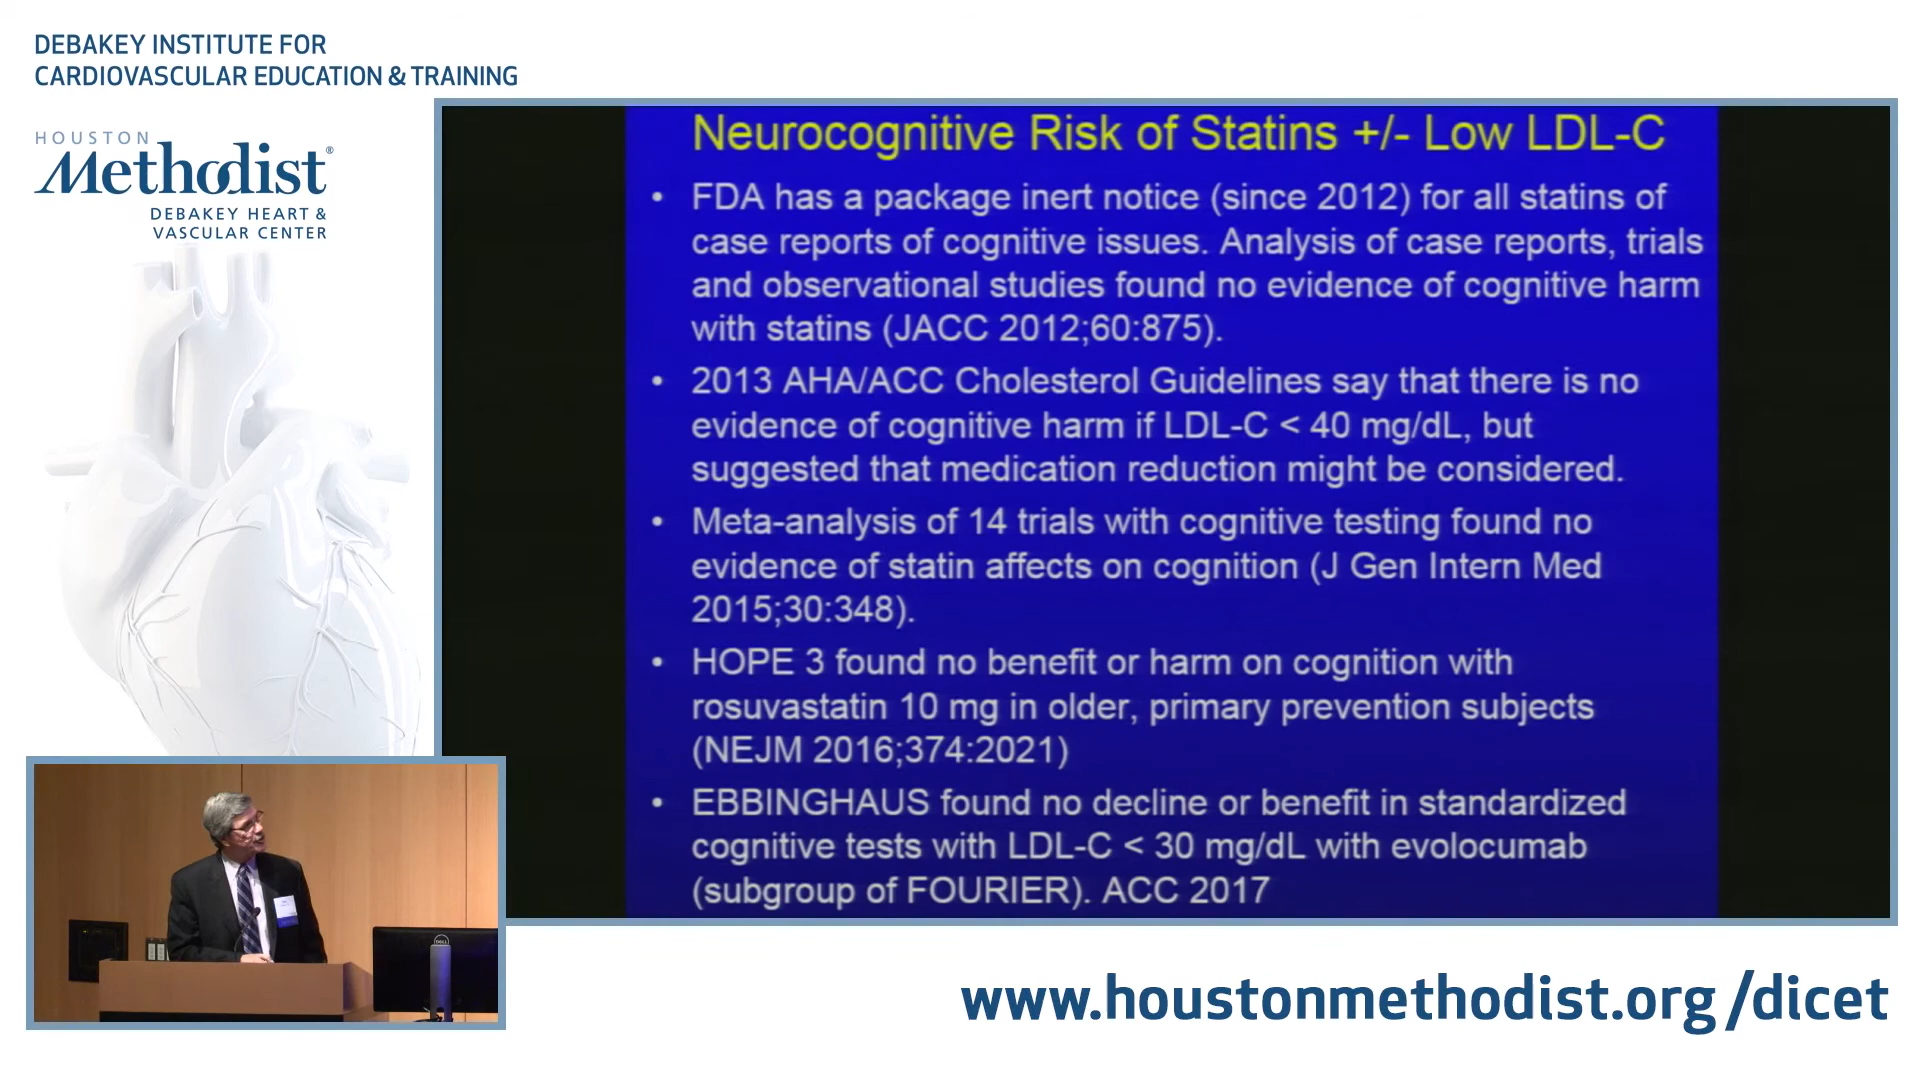 DEBAKEY INSTITUTE FOR
CARDIOVASCULAR EDUCATION & TRAINING
HOUSTON
Methodist®
DEBAKEY HEART &
VASCULAR CENTER
Neurocognitive Risk of Statins +/- Low LDL-C
• FDA has a package inert notice (since 2012) for all statins of
case reports of cognitive issues. Analysis of case reports, trials
and observational studies found no evidence of cognitive harm
with statins (JACC 2012;60:875).
• 2013 AHA/ACC Cholesterol Guidelines say that there is no
evidence of cognitive harm if LDL-C < 40 mg/dL, but
suggested that medication reduction might be considered.
• Meta-analysis of 14 trials with cognitive testing found no
evidence of statin affects on cognition (J Gen Intern Med
2015;30:348).
• HOPE 3 found no benefit or harm on cognition with
rosuvastatin 10 mg in older, primary prevention subjects
(NEJM 2016;374:2021)
• EBBINGHAUS found no decline or benefit in standardized
cognitive tests with LDL-C < 30 mg/dL with evolocumab
(subgroup of FOURIER). ACC 2017
DELL
www.houstonmethodist.org/dicet